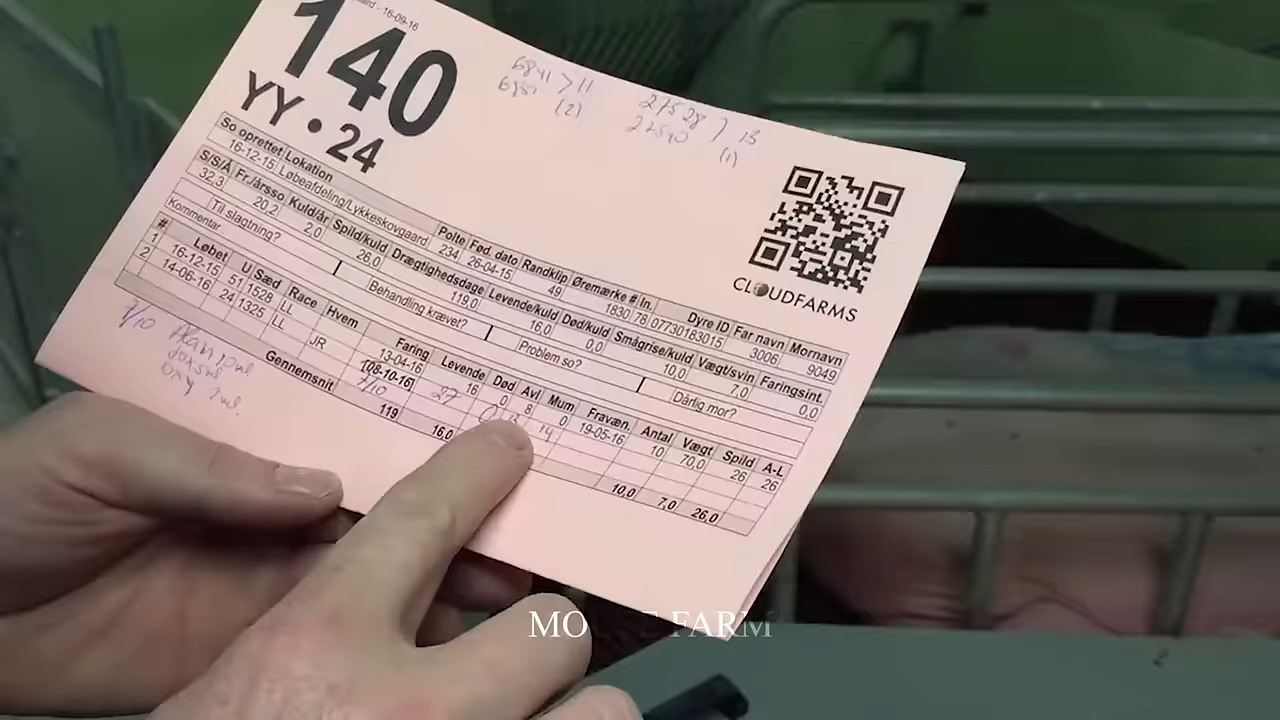 16-09-16
140
YY • 24
6841 > 11
(2)
27528 > 13
(1)
CLOUDFARMS
So oprettet Lokation Polte Fød. dato Randklip Øremærke # In. Dyre ID Far navn Mornavn
16-12-15 Løbeafdeling/Lykkeskovgaard 234 26-04-15 49 1830 78 07730183015 3006 9049
S/S/Å Fr./årsso Kuld/år Spild/kuld Drægtighedsdage Levende/kuld Død/kuld Smågrise/kuld Vægt/svin Faringsint.
32,3 20,2 2,0 26,0 119,0 16,0 0,0 10,0 7,0 0,0
Kommentar Til slagtning? Behandling krævet? Problem so? Dårlig mor?
# Løbet U Sæd Race Hvem Faring Levende Død Avl Mum Fravæn. Antal Vægt Spild A-L
1 16-12-15 51 1528 LL 13-04-16 16 0 8 0 19-05-16 10 70,0 26 26
2 14-06-16 24 1325 LL JR 08-10-16
7/10 27 0 14
Gennemsnit 119 16,0 10,0 7,0 26,0
7/10
FARM